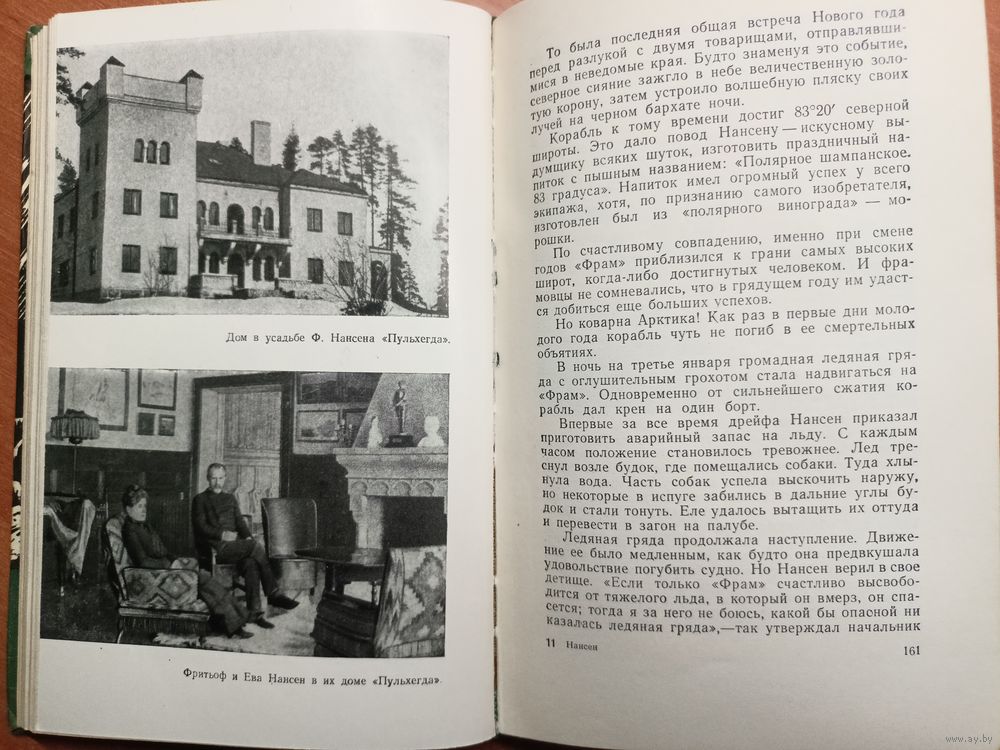 Дом в усадьбе Ф. Нансена «Пульхегда».
Фритьоф и Ева Нансен в их доме «Пульхегда».
То была последняя общая встреча Нового года
перед разлукой с двумя товарищами, отправлявши-
мися в неведомые края. Будто знаменуя это событие,
северное сияние зажгло в небе величественную золо-
тую корону, затем устроило волшебную пляску своих
лучей на черном бархате ночи.
Корабль к тому времени достиг 83°20′ северной
широты. Это дало повод Нансену — искусному вы-
думщику всяких шуток, изготовить праздничный на-
питок с пышным названием: «Полярное шампанское.
83 градуса». Напиток имел огромный успех у всего
экипажа, хотя, по признанию самого изобретателя,
изготовлен был из «полярного винограда» — мо-
рошки.
По счастливому совпадению, именно при смене
годов «Фрам» приблизился к грани самых высоких
широт, когда-либо достигнутых человеком. И фра-
мовцы не сомневались, что в грядущем году им удаст-
ся добиться еще больших успехов.
Но коварна Арктика! Как раз в первые дни моло-
дого года корабль чуть не погиб в ее смертельных
объятиях.
В ночь на третье января громадная ледяная гря-
да с оглушительным грохотом стала надвигаться на
«Фрам». Одновременно от сильнейшего сжатия ко-
рабль дал крен на один борт.
Впервые за все время дрейфа Нансен приказал
приготовить аварийный запас на льду. С каждым
часом положение становилось тревожнее. Лед тре-
снул возле будок, где помещались собаки. Туда хлы-
нула вода. Часть собак успела выскочить наружу,
но некоторые в испуге забились в дальние углы бу-
док и стали тонуть. Еле удалось вытащить их оттуда
и перевести в загон на палубе.
Ледяная гряда продолжала наступление. Движе-
ние ее было медленным, как будто она предвкушала
удовольствие погубить судно. Но Нансен верил в свое
детище. «Если только «Фрам» счастливо высвобо-
дится от тяжелого льда, в который он вмерз, он спа-
сется; тогда я за него не боюсь, какой бы опасной ни
казалась ледяная гряда»,—так утверждал начальник
11 Нансен
161
www.ay.by